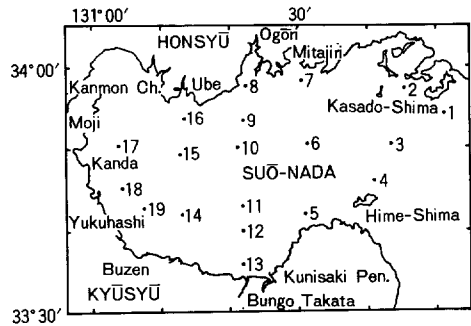 131°00' 30'
HONSYŪ Ogōri
Mitajiri
34°00'
Kanmon Ch. Ube 8 7 2
Kasado-Shima 1
Moji 16 9
17 15 10 6 3
Kanda
SUŌ-NADA 4
18
19 14 11 5 Hime-Shima
Yukuhashi
12
Buzen 13 Kunisaki Pen.
KYŪSYŪ
Bungo Takata
33°30'